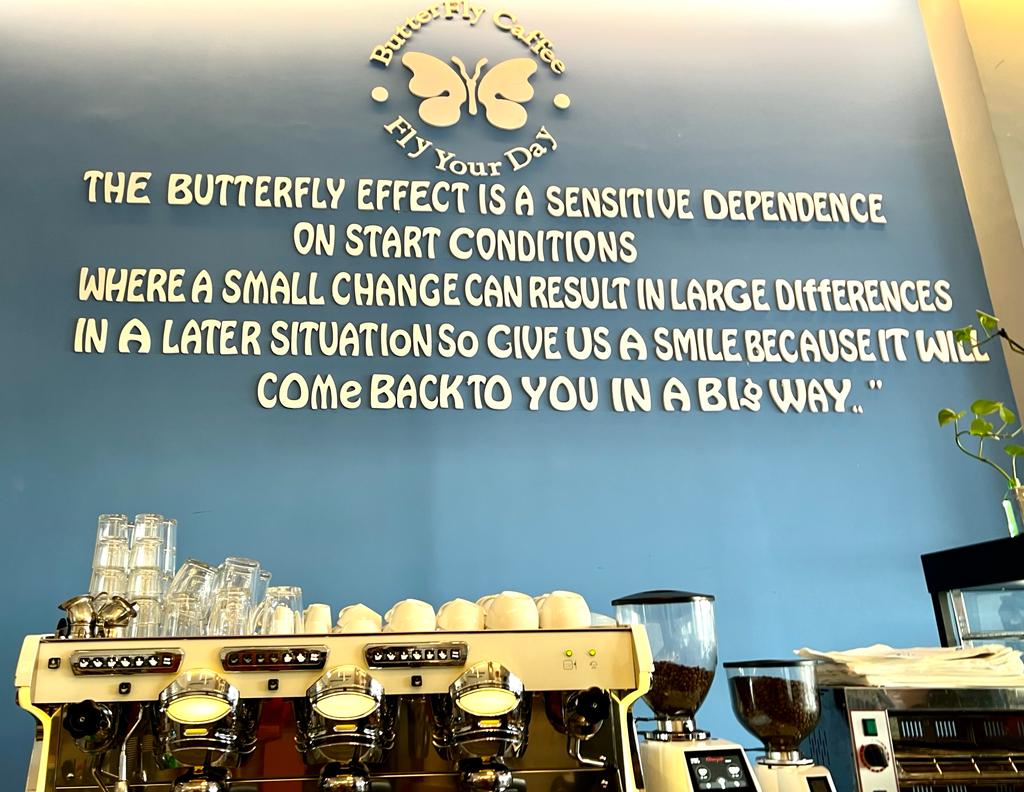 ButterFly Caffee
Fly Your Day
THE BUTTERFLY EFFECT IS A SENSITIVE DEPENDENCE
ON START CONDITIONS
WHERE A SMALL CHANGE CAN RESULT IN LARGE DIffERENCES
IN A LATER SITUATION SO GIVE US A SMILE BECAUSE IT WILL
COMe BACK TO YOU IN A BIg WAY,, "